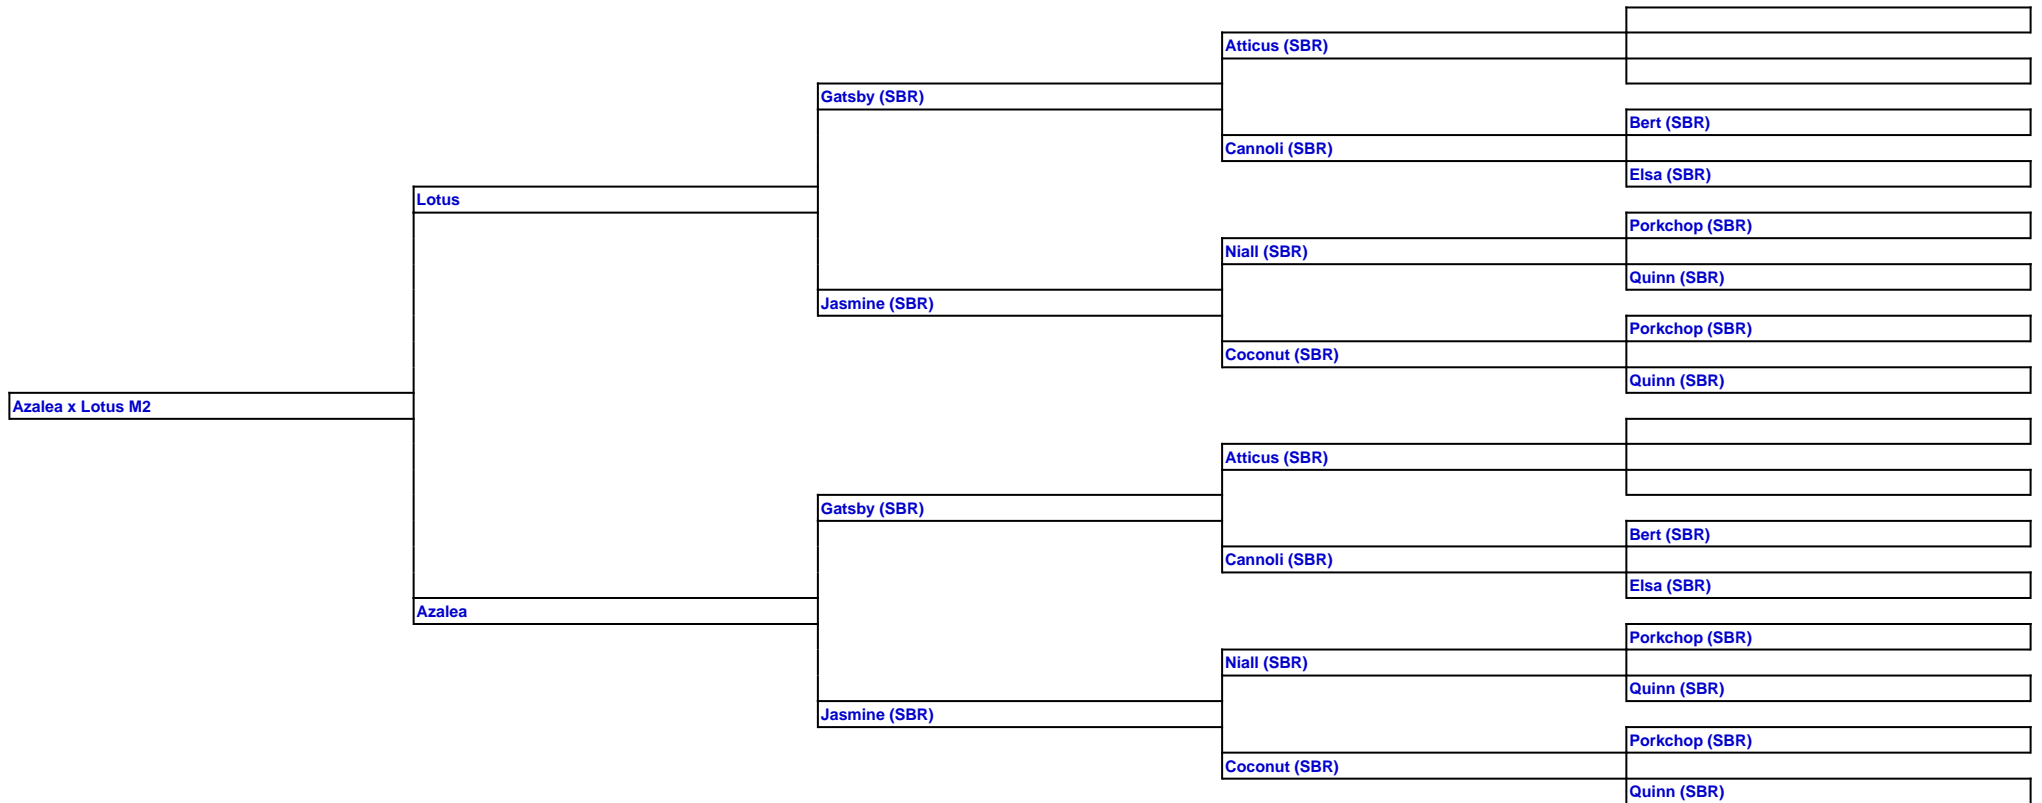 Atticus (SBR)
Gatsby (SBR)
Bert (SBR)
Cannoli (SBR)
Elsa (SBR)
Lotus
Porkchop (SBR)
Niall (SBR)
Quinn (SBR)
Jasmine (SBR)
Porkchop (SBR)
Coconut (SBR)
Quinn (SBR)
Azalea x Lotus M2
Atticus (SBR)
Gatsby (SBR)
Bert (SBR)
Cannoli (SBR)
Elsa (SBR)
Azalea
Porkchop (SBR)
Niall (SBR)
Quinn (SBR)
Jasmine (SBR)
Porkchop (SBR)
Coconut (SBR)
Quinn (SBR)